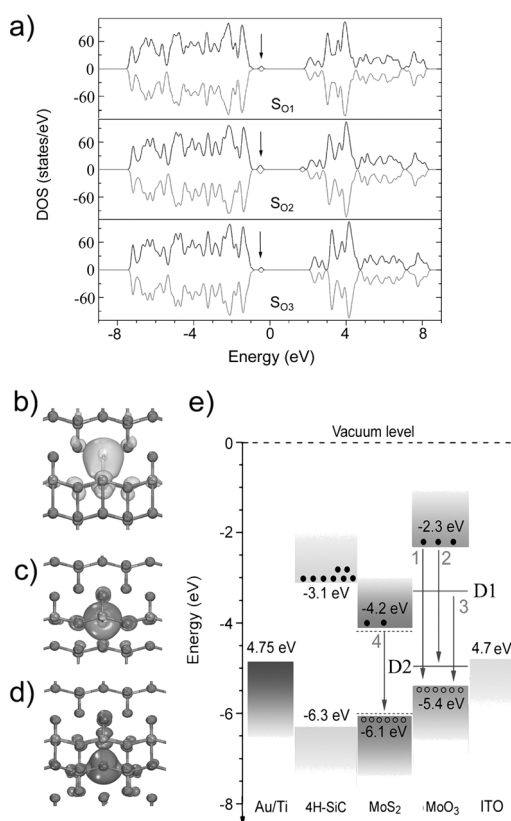 a)
DOS (states/eV)
60
0
-60
S O1
60
0
-60
S O2
60
0
-60
S O3
-8 -4 0 4 8
Energy (eV)
b)
c)
d)
e)
Energy (eV)
0
-2
-4
-6
-8
Vacuum level
-2.3 eV
1 2
-3.1 eV
D1
3
-4.2 eV
4
4.75 eV
D2
4.7 eV
-5.4 eV
-6.3 eV
-6.1 eV
Au/Ti 4H-SiC MoS2 MoO3 ITO